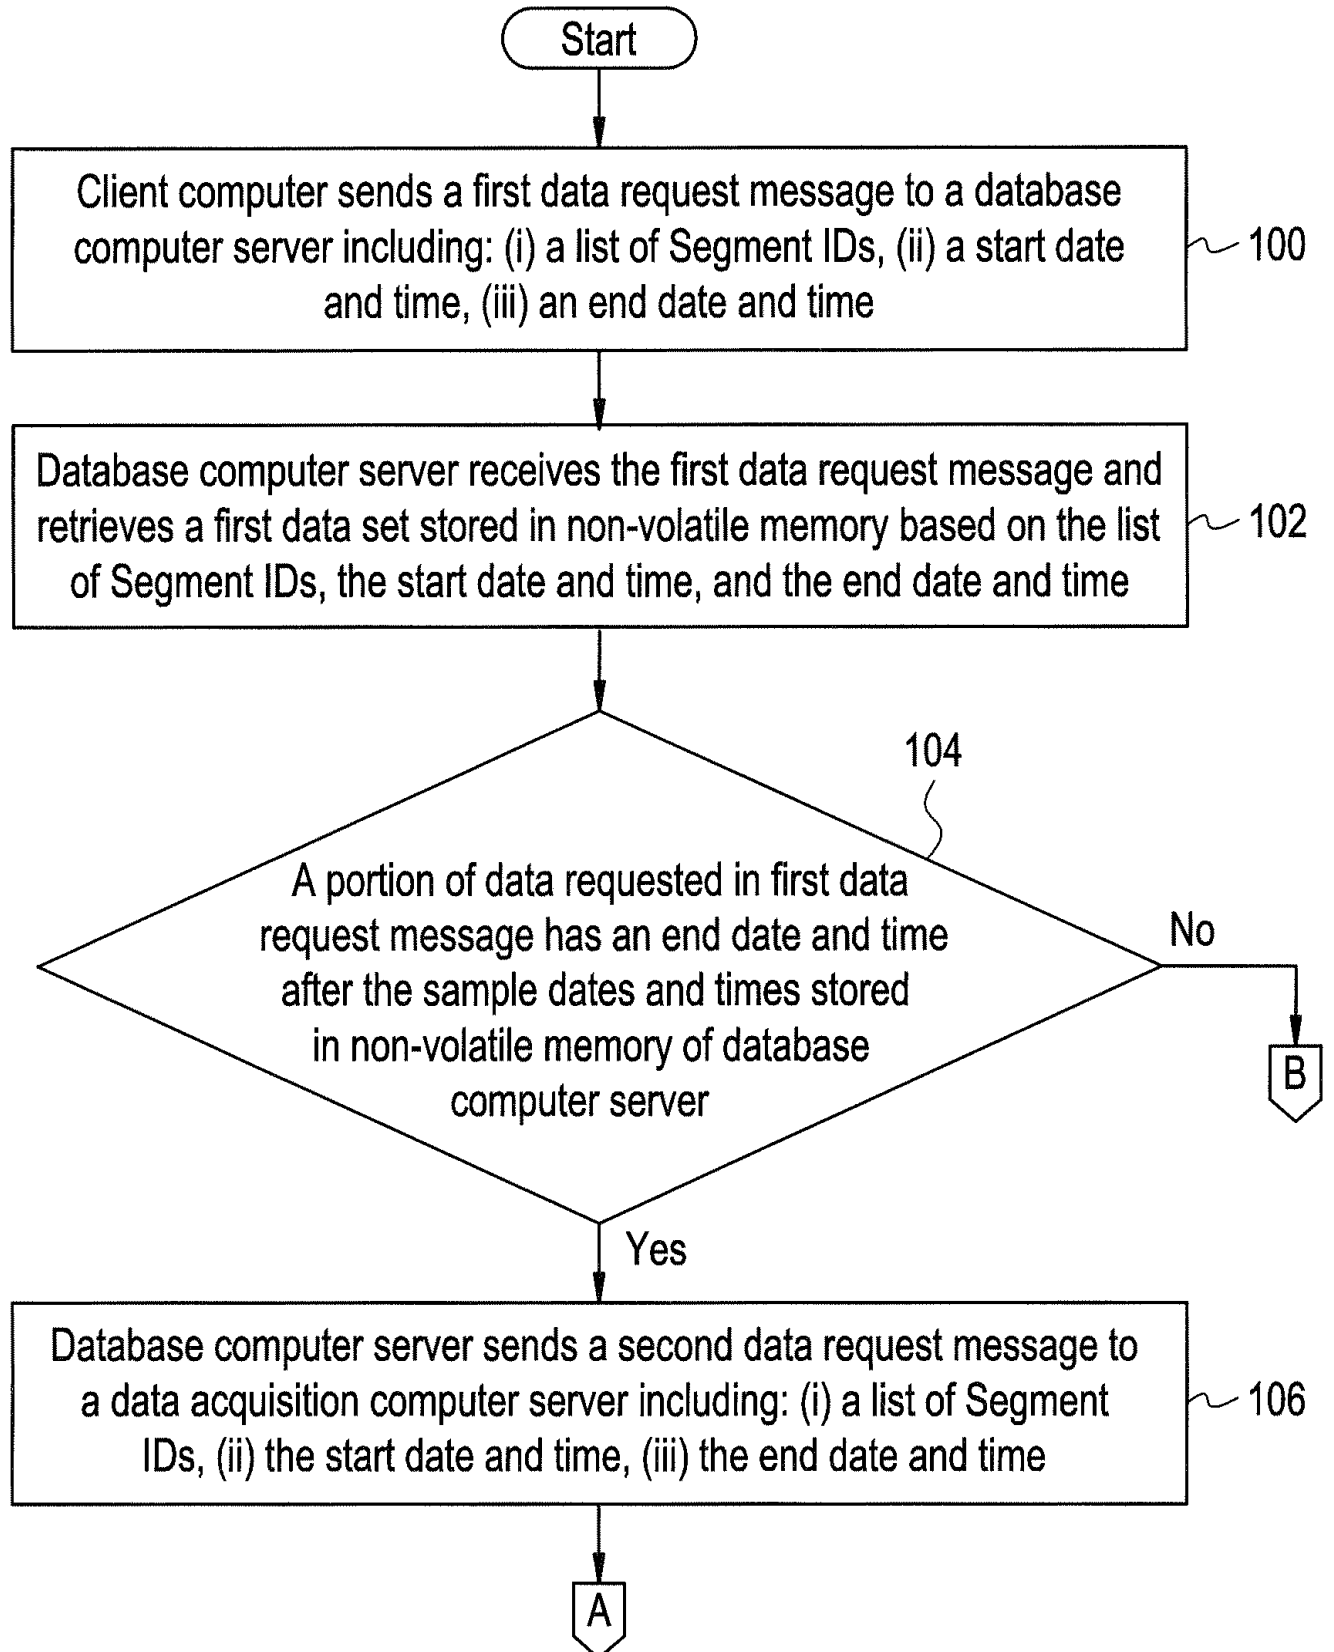 Start
Client computer sends a first data request message to a database
computer server including: (i) a list of Segment IDs, (ii) a start date
and time, (iii) an end date and time
100
Database computer server receives the first data request message and
retrieves a first data set stored in non-volatile memory based on the list
of Segment IDs, the start date and time, and the end date and time
102
104
A portion of data requested in first data
request message has an end date and time
after the sample dates and times stored
in non-volatile memory of database
computer server
No
B
Yes
Database computer server sends a second data request message to
a data acquisition computer server including: (i) a list of Segment
IDs, (ii) the start date and time, (iii) the end date and time
106
A